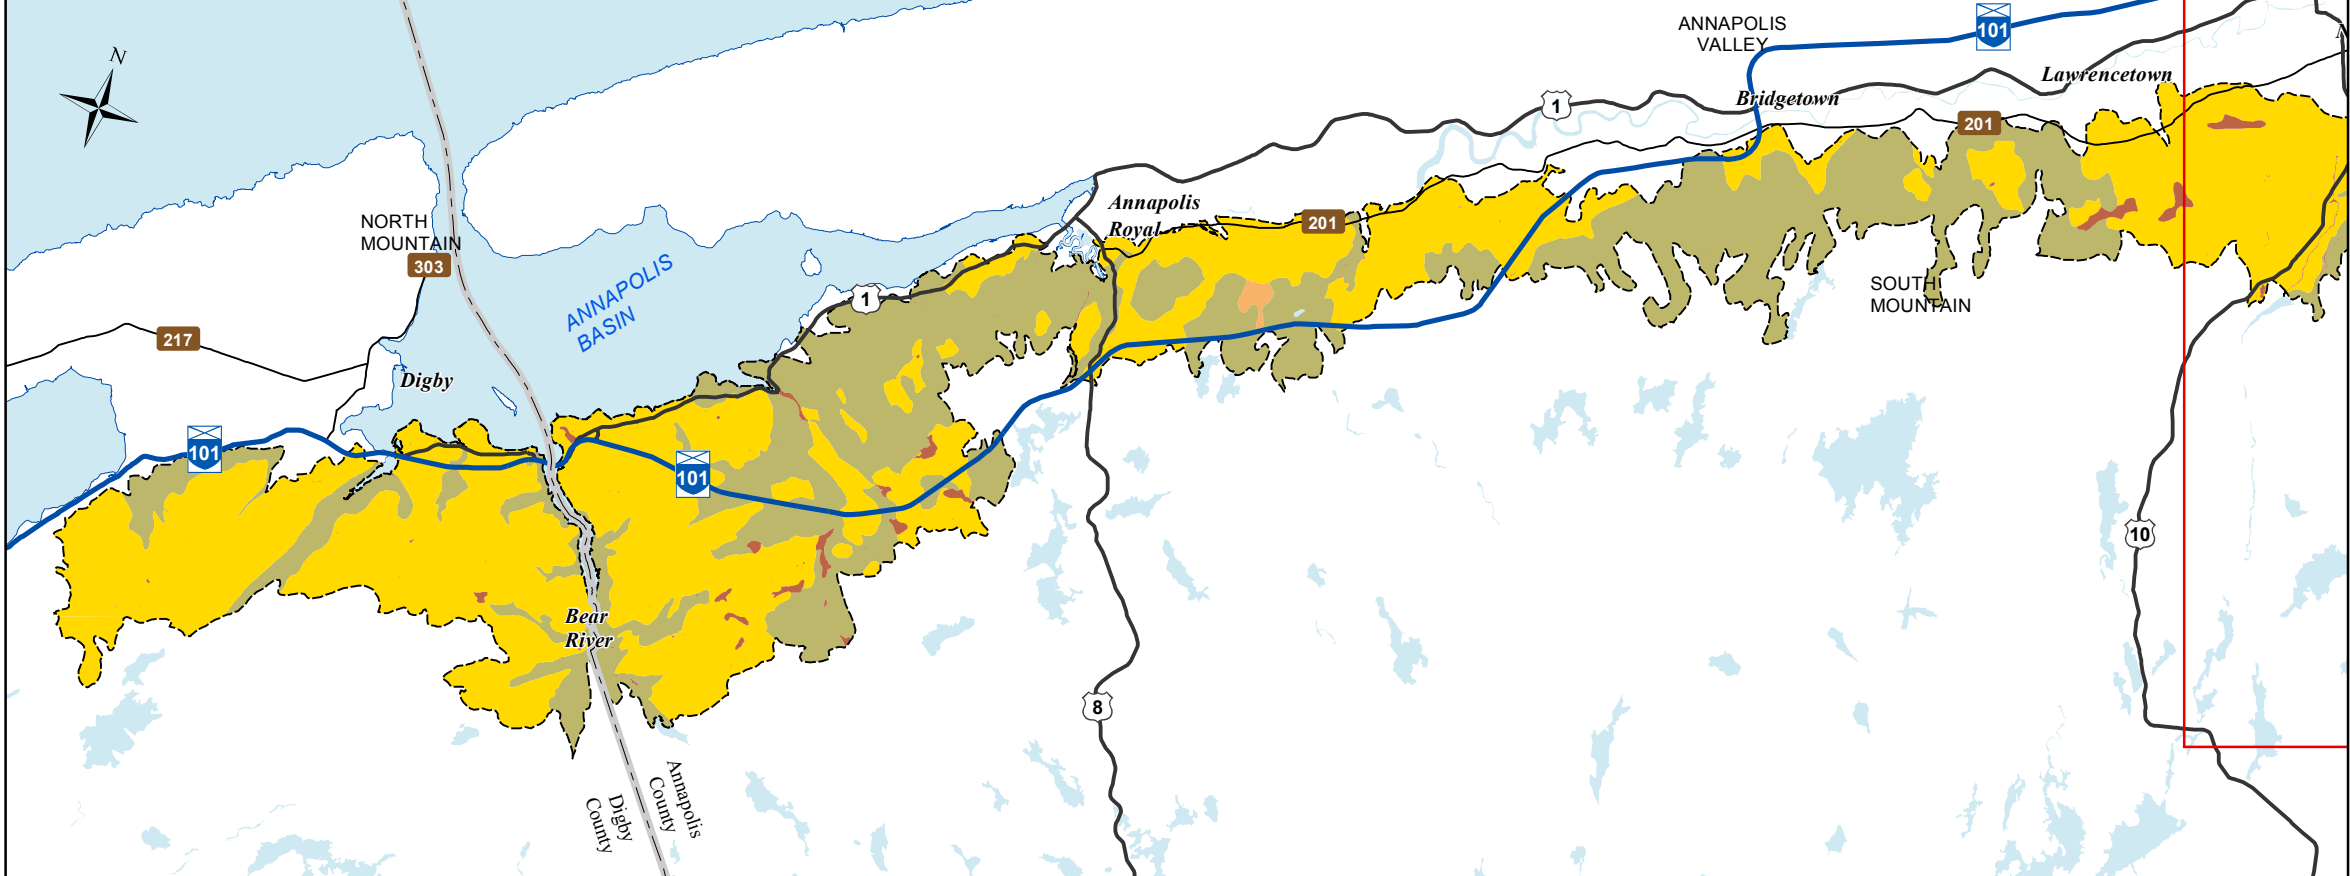 N
ANNAPOLIS
VALLEY
101
Lawrencetown
1
Bridgetown
201
NORTH
MOUNTAIN
303
Annapolis
Royal
201
ANNAPOLIS
BASIN
1
SOUTH
MOUNTAIN
217
Digby
101
101
10
Bear
River
8
Annapolis
County
Digby
County